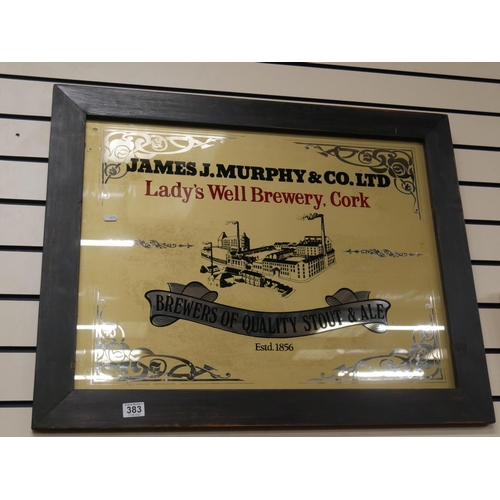 JAMES J. MURPHY & CO. LTD
Lady's Well Brewery, Cork
BREWERS OF QUALITY STOUT & ALE
Estd. 1856
383